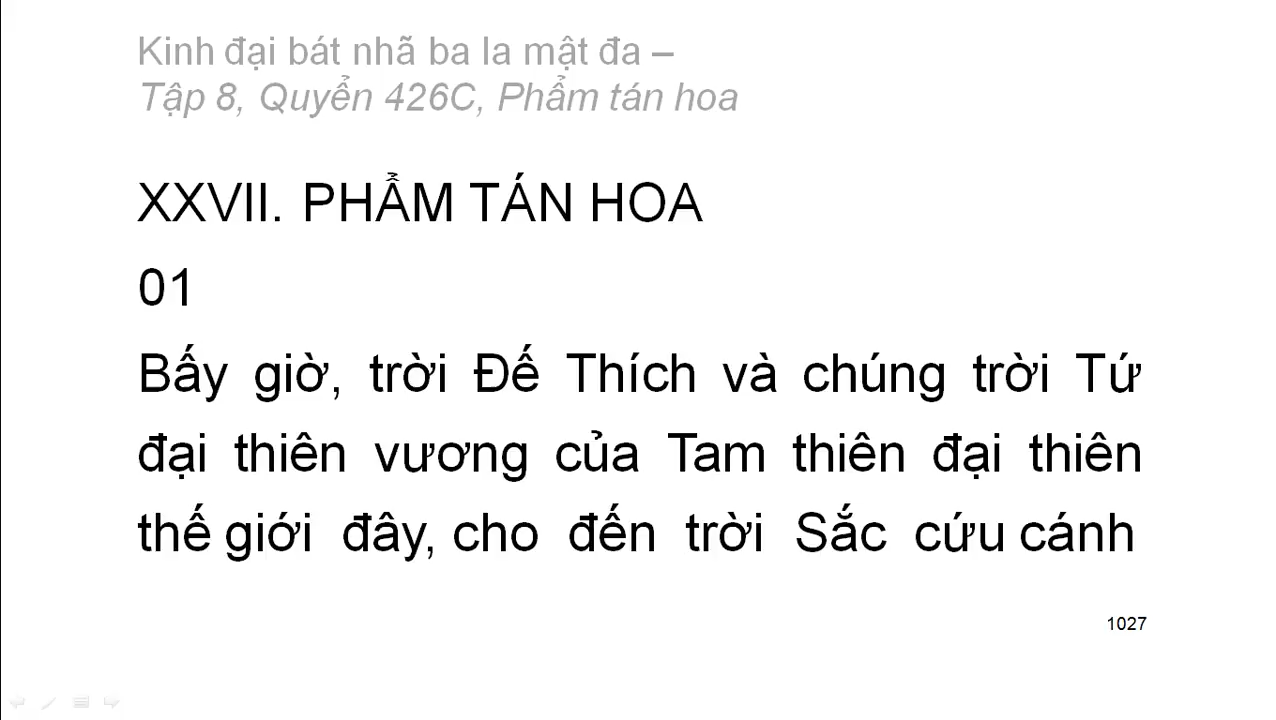 Kinh đại bát nhã ba la mật đa –
Tập 8, Quyển 426C, Phẩm tán hoa
XXVII. PHẨM TÁN HOA
01
Bấy giờ, trời Đế Thích và chúng trời Tứ
đại thiên vương của Tam thiên đại thiên
thế giới đây, cho đến trời Sắc cứu cánh
1027